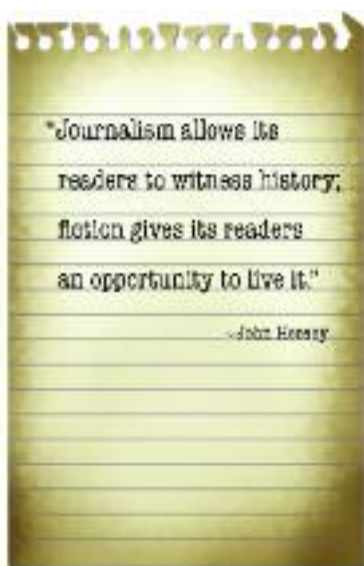 "Journalism allows its
readers to witness history;
fiction gives its readers
an opportunity to live it."
-John Hersey